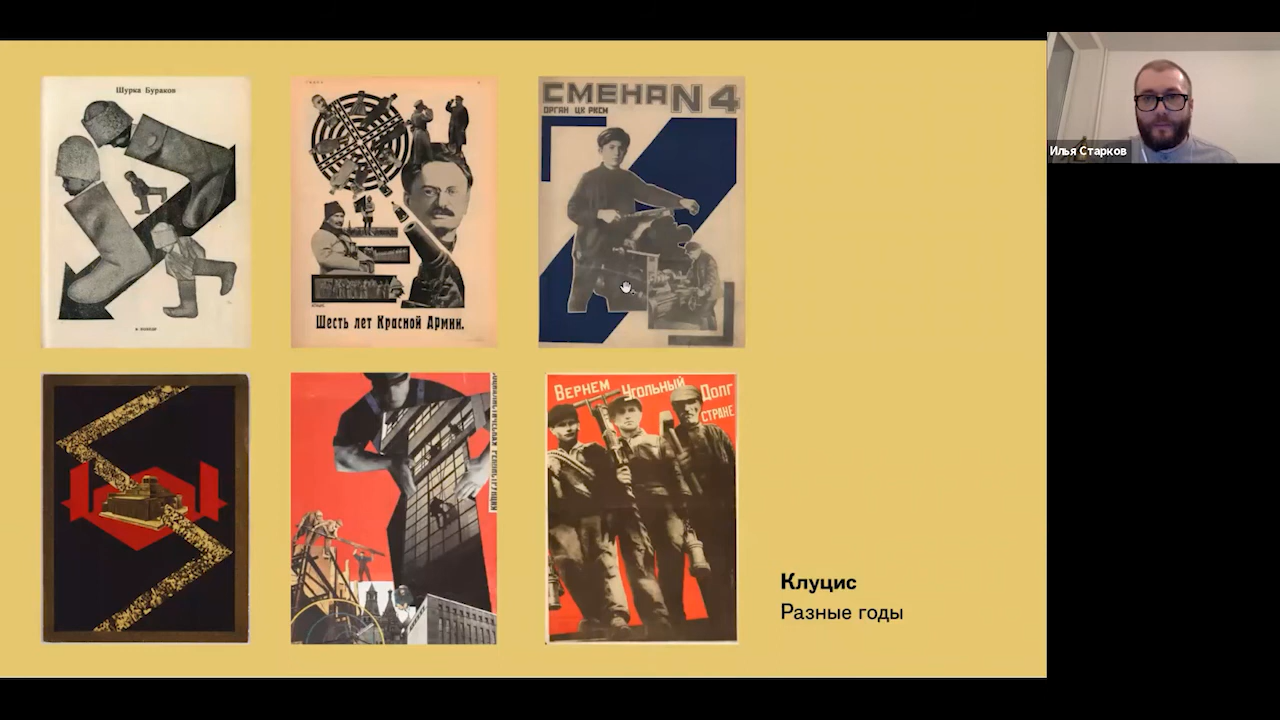 Шурка Бураков
Шесть лет Красной Армии.
СМЕНА N 4
ОРГАН ЦК РКСМ
ВЕРНЕМ УГОЛЬНЫЙ ДОЛГ
СТРАНЕ
Клуцис
Разные годы
Илья Старков